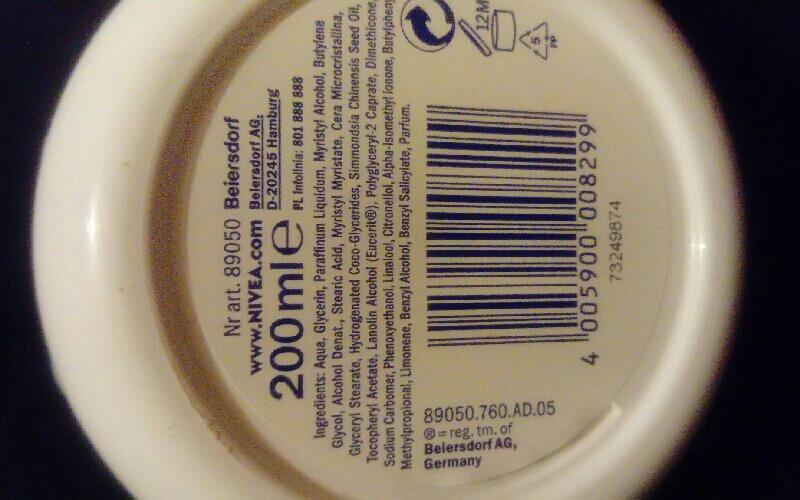 Nr art. 89050 Beiersdorf
www.NIVEA.com Beiersdorf AG,
D-20245 Hamburg
200 ml e PL Infolinia: 801 888 888
Ingredients: Aqua, Glycerin, Paraffinum Liquidum, Myristyl Alcohol, Butylene
Glycol, Alcohol Denat., Stearic Acid, Myristyl Myristate, Cera Microcristallina,
Glyceryl Stearate, Hydrogenated Coco-Glycerides, Simmondsia Chinensis Seed Oil,
Tocopheryl Acetate, Lanolin Alcohol (Eucerit®), Polyglyceryl-2 Caprate, Dimethicone,
Sodium Carbomer, Phenoxyethanol, Linalool, Citronellol, Alpha-Isomethyl Ionone, Butylphenyl
Methylpropional, Limonene, Benzyl Alcohol, Benzyl Salicylate, Parfum.
12M
5
PP
4 005900 008299
73249874
89050.760.AD.05
® = reg. tm. of
Beiersdorf AG,
Germany